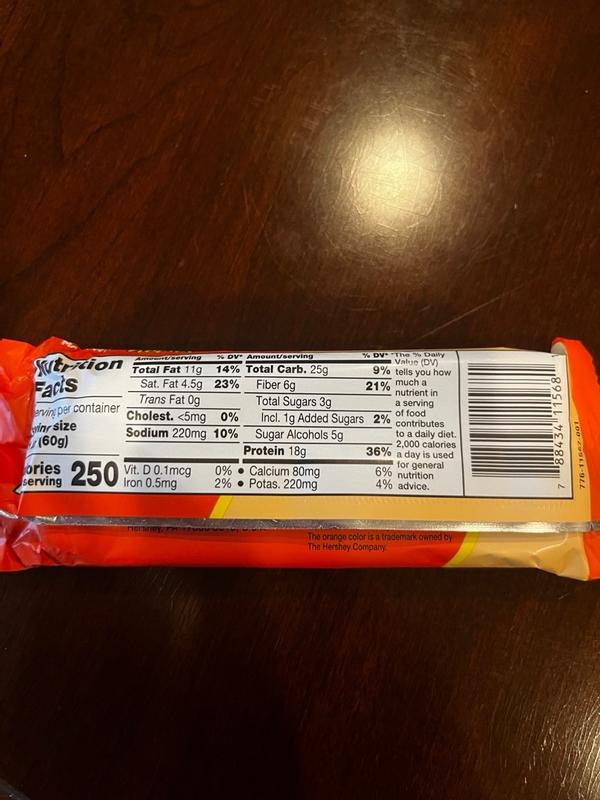 Nutrition
Facts
serving per container
size
(60g)
250
serving
Amount/serving % DV*
Total Fat 11g 14%
Sat. Fat 4.5g 23%
Trans Fat 0g
Cholest. <5mg 0%
Sodium 220mg 10%
Amount/serving % DV*
Total Carb. 25g 9%
Fiber 6g 21%
Total Sugars 3g
Incl. 1g Added Sugars 2%
Sugar Alcohols 5g
Protein 18g 36%
Vit. D 0.1mcg 0% • Calcium 80mg 6%
Iron 0.5mg 2% • Potas. 220mg 4%
*The % Daily
Value (DV)
tells you how
much a
nutrient in
a serving
of food
contributes
to a daily diet.
2,000 calories
a day is used
for general
nutrition
advice.
7 88434 11568
776-11562-001
The orange color is a trademark owned by
The Hershey Company.